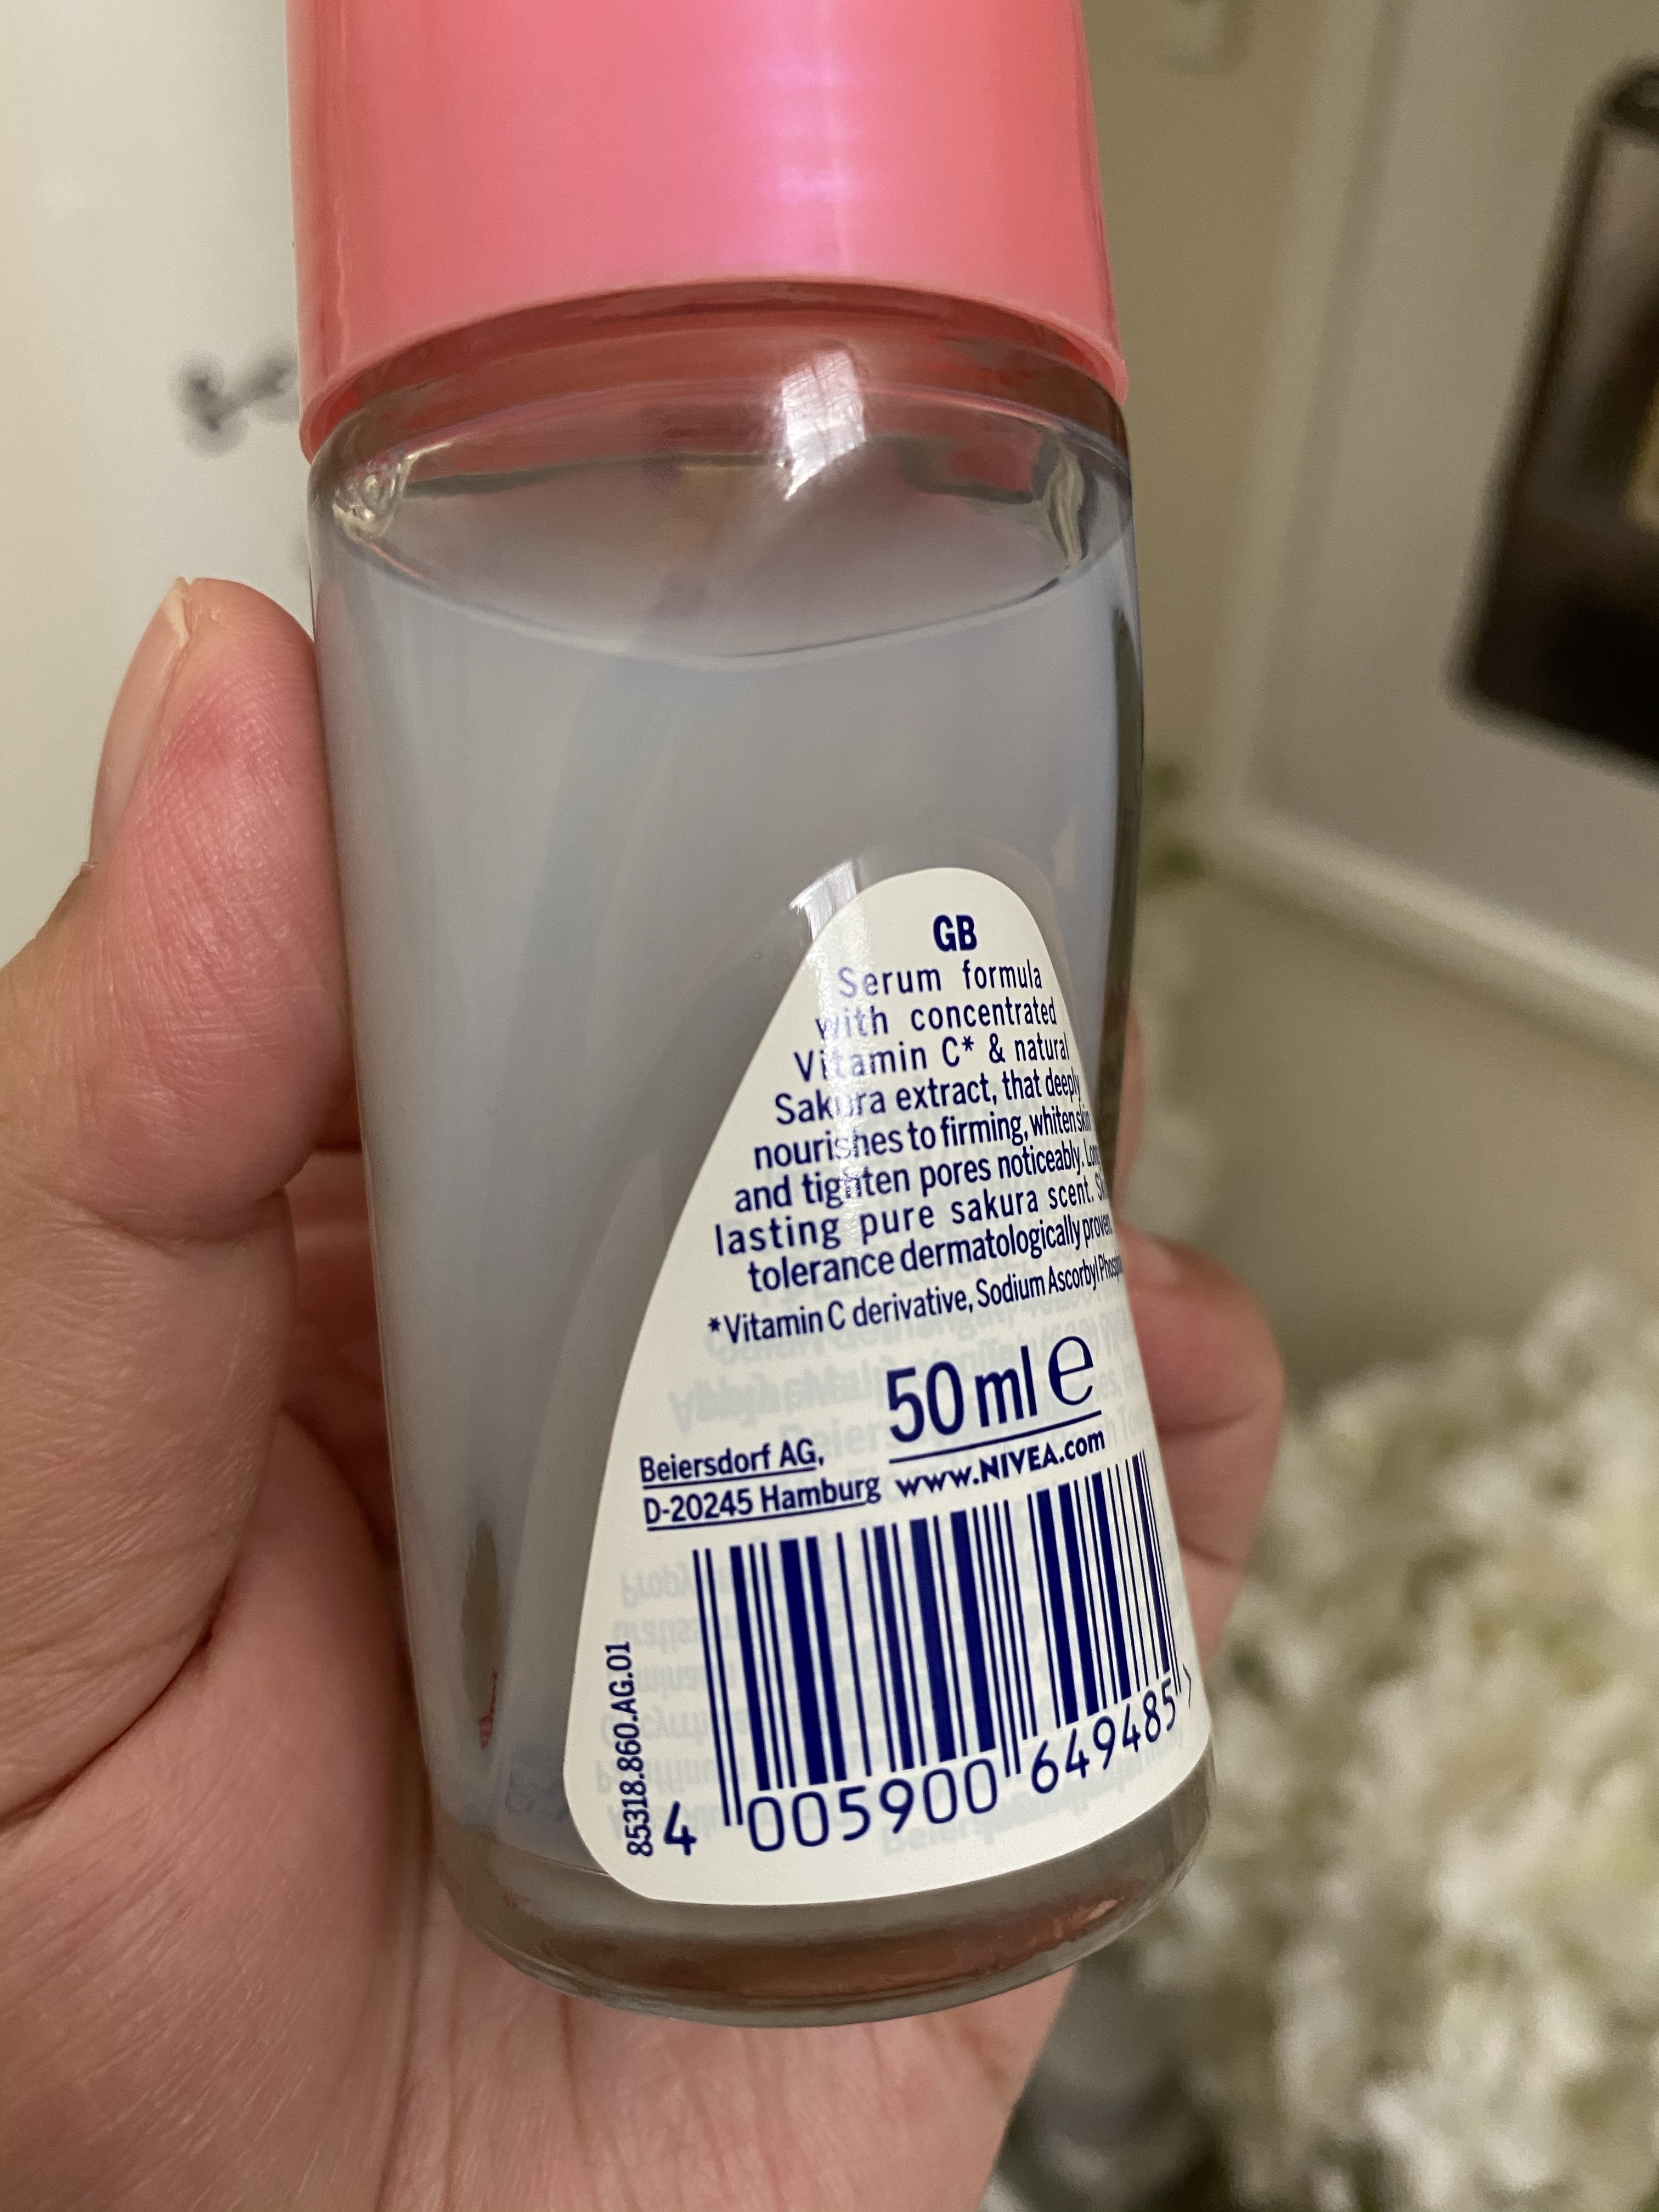 GB
Serum formula
with concentrated
Vitamin C* & natural
Sakura extract, that deeply
nourishes to firming, whiten skin
and tighten pores noticeably.
lasting pure sakura scent.
tolerance dermatologically proven
*Vitamin C derivative, Sodium Ascorbyl
50 ml e
Beiersdorf AG,
D-20245 Hamburg www.NIVEA.com
85318.860.AG.01
4 005900 649485 >